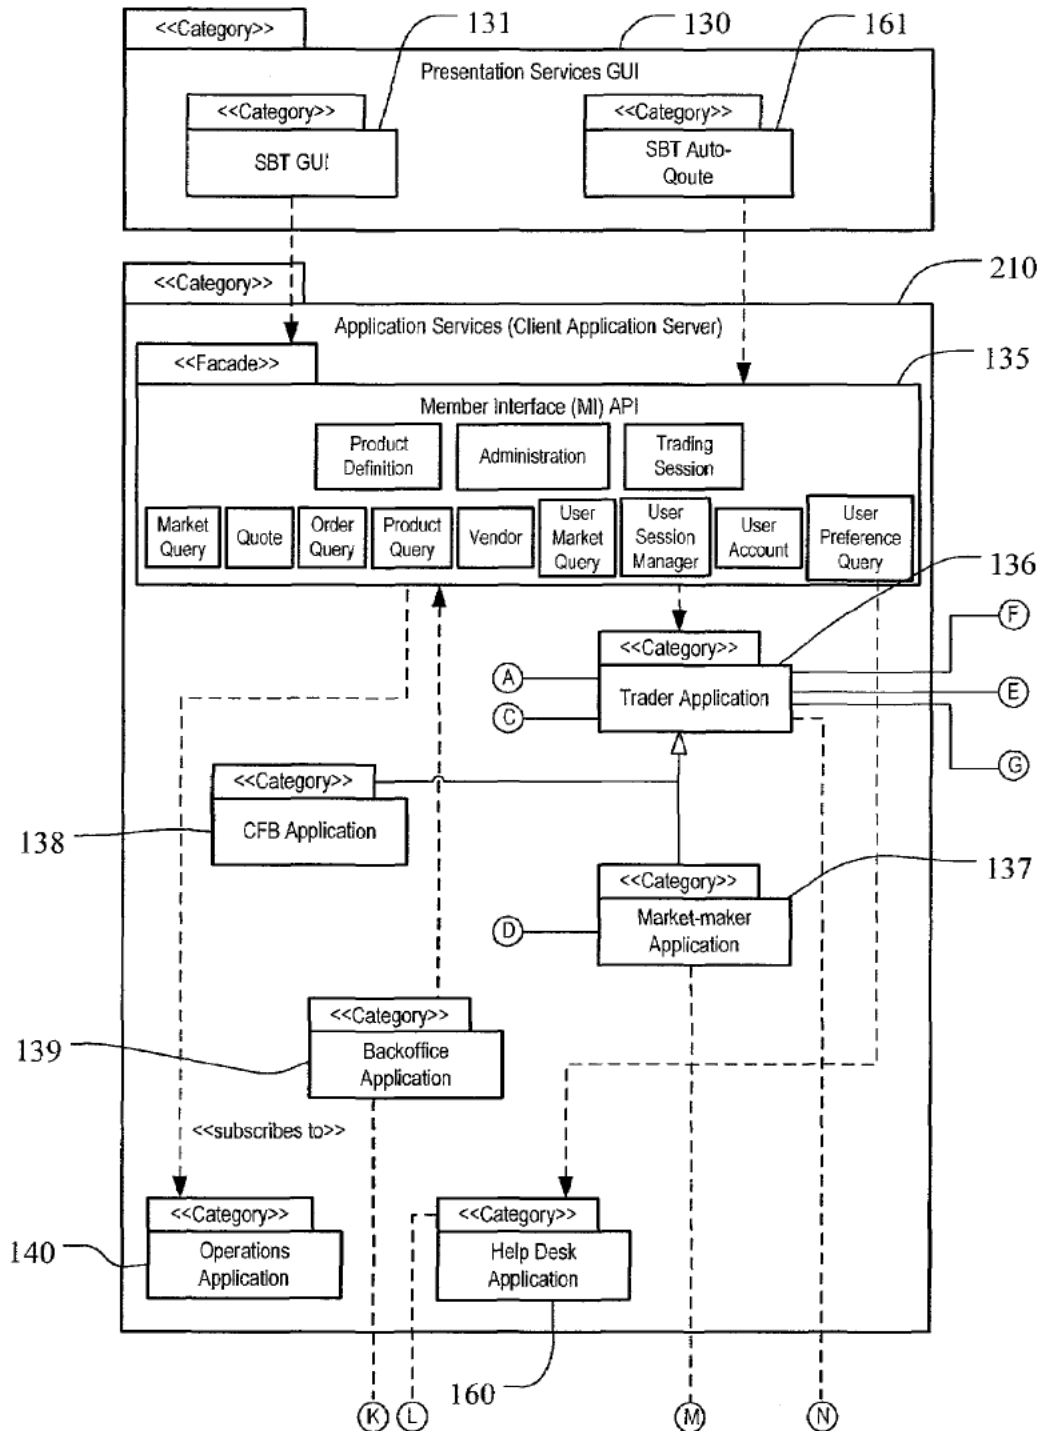 131
130
161
<<Category>>
Presentation Services GUI
<<Category>>
<<Category>>
SBT GUI
SBT Auto-
Qoute
210
<<Category>>
Application Services (Client Application Server)
<<Facade>>
135
Member Interface (MI) API
Product
Definition
Administration
Trading
Session
Market
Query
Quote
Order
Query
Product
Query
Vendor
User
Market
Query
User
Session
Manager
User
Account
User
Preference
Query
136
F
<<Category>>
A
Trader Application
E
C
G
<<Category>>
CFB Application
138
<<Category>>
137
Market-maker
Application
D
<<Category>>
139
Backoffice
Application
<<subscribes to>>
<<Category>>
<<Category>>
140
Operations
Application
Help Desk
Application
160
K
L
M
N